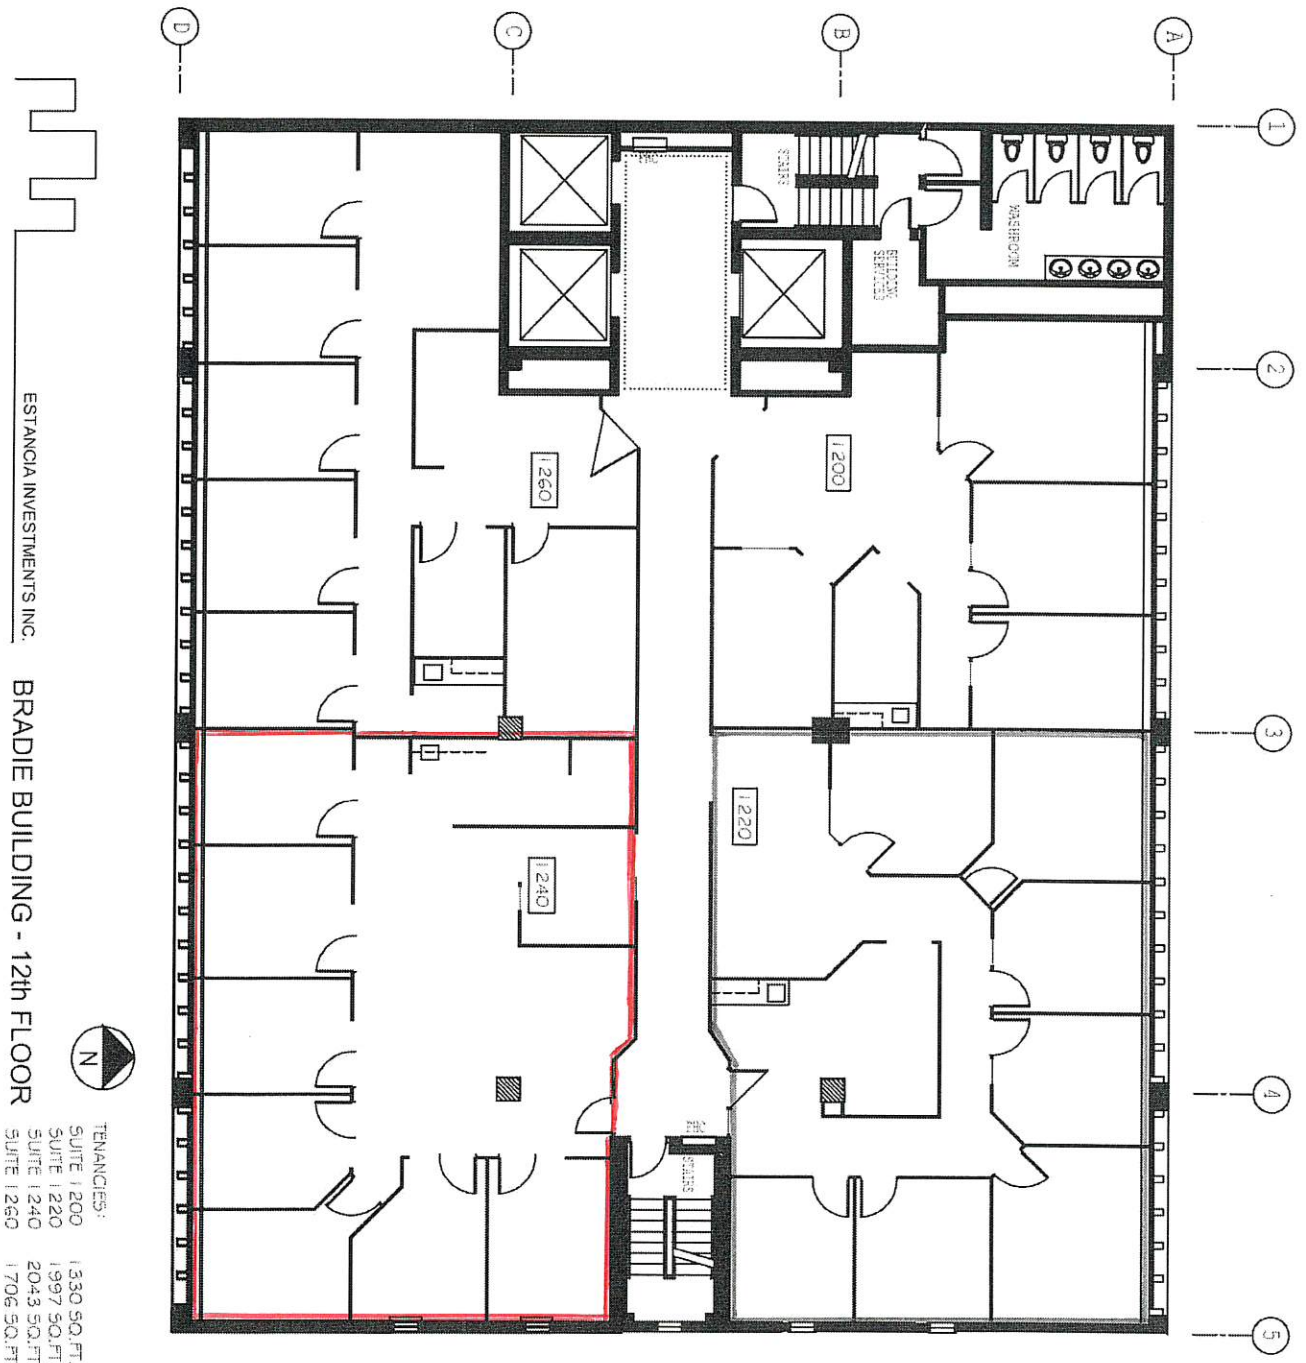 D
C
B
A
1
2
3
4
5
FHC
STAIRS
WASHROOM
BUILDING
SERVICES
1200
1260
1220
1240
FHC
STAIRS
N
ESTANCIA INVESTMENTS INC.
BRADIE BUILDING - 12th FLOOR
TENANCIES:
SUITE 1200 1330 SQ.FT.
SUITE 1220 1997 SQ.FT
SUITE 1240 2043 SQ.FT
SUITE 1260 1706 SQ.FT